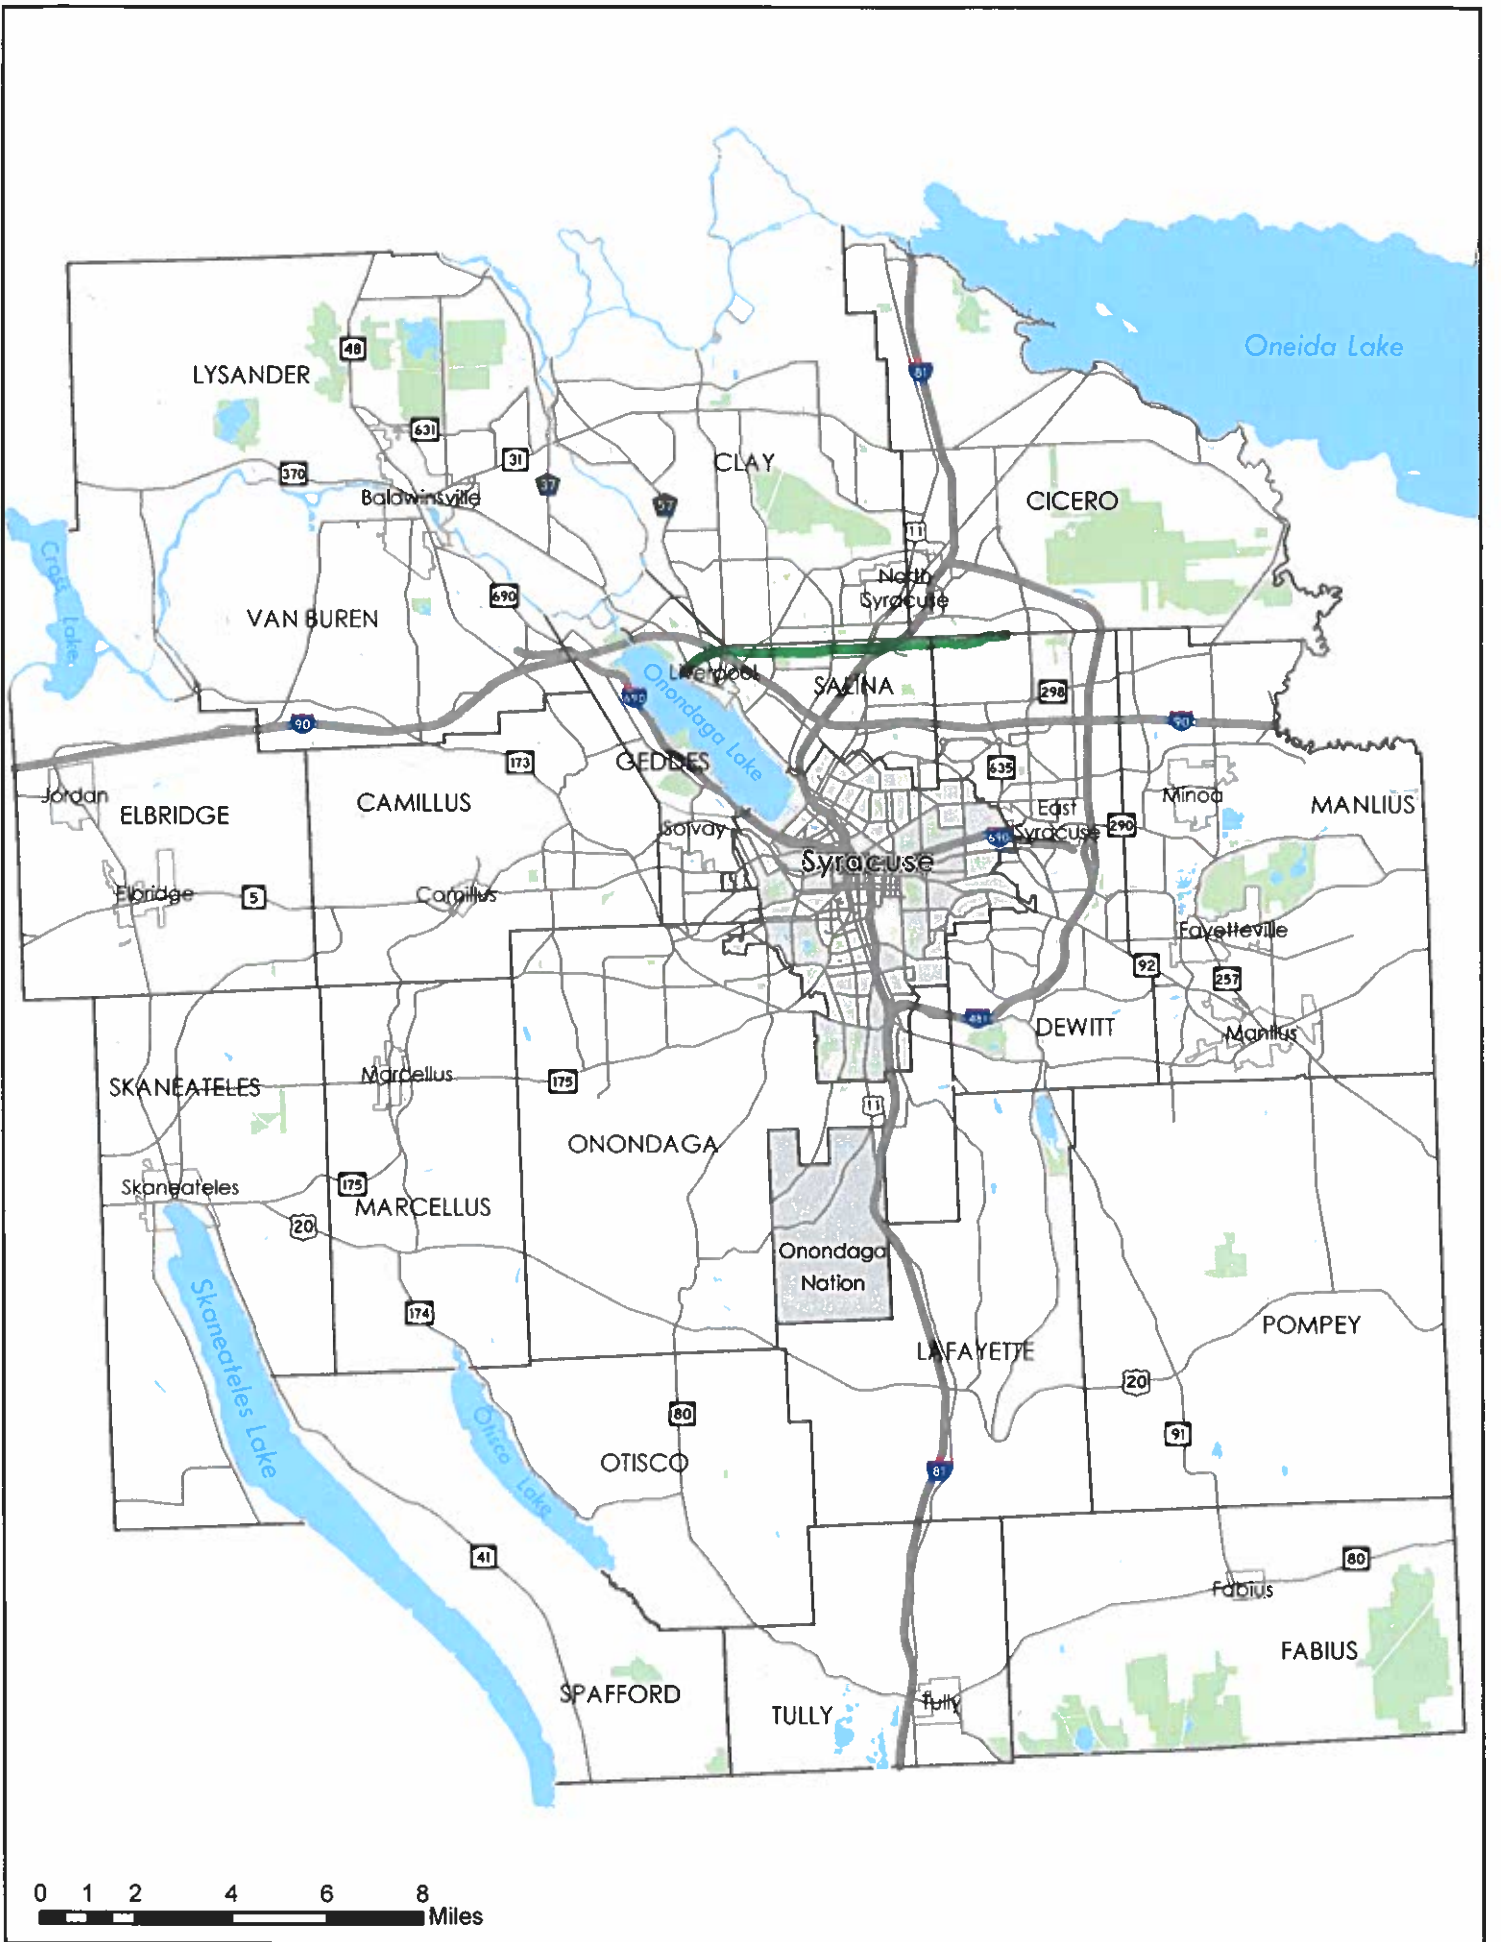 Oneida Lake
81
48
LYSANDER
631
31
CLAY
370
37
Baldwinsville
57
CICERO
11
Cross
Lake
North
Syracuse
690
VAN BUREN
Liverpool
Onondaga Lake
SALINA
298
690
90
90
173
GEDDES
635
Jordan
ELBRIDGE
CAMILLUS
Minoa
MANLIUS
East
Syracuse
290
Solvay
690
Syracuse
Elbridge
5
Camillus
5
Fayetteville
92
257
481
DEWITT
Manlius
SKANEATELES
Marcellus
175
11
ONONDAGA
Skaneateles
175
MARCELLUS
20
Onondaga
Nation
Skaneateles Lake
174
POMPEY
LAFAYETTE
20
80
Otisco Lake
91
OTISCO
81
41
80
Fabius
FABIUS
SPAFFORD
TULLY
Tully
0 1 2 4 6 8
Miles